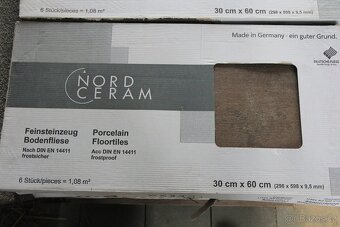 6 Stück/pieces = 1,08 m²
30 cm x 60 cm (298 x 598 x 9,5 mm)
Made in Germany · ein guter Grund.
NORD
CERAM
Feinsteinzeug
Bodenfliese
Nach DIN EN 14411
frostsicher
Porcelain
Floortiles
Acc DIN EN 14411
frostproof
6 Stück/pieces = 1,08 m²
30 cm x 60 cm (298 x 598 x 9,5 mm)